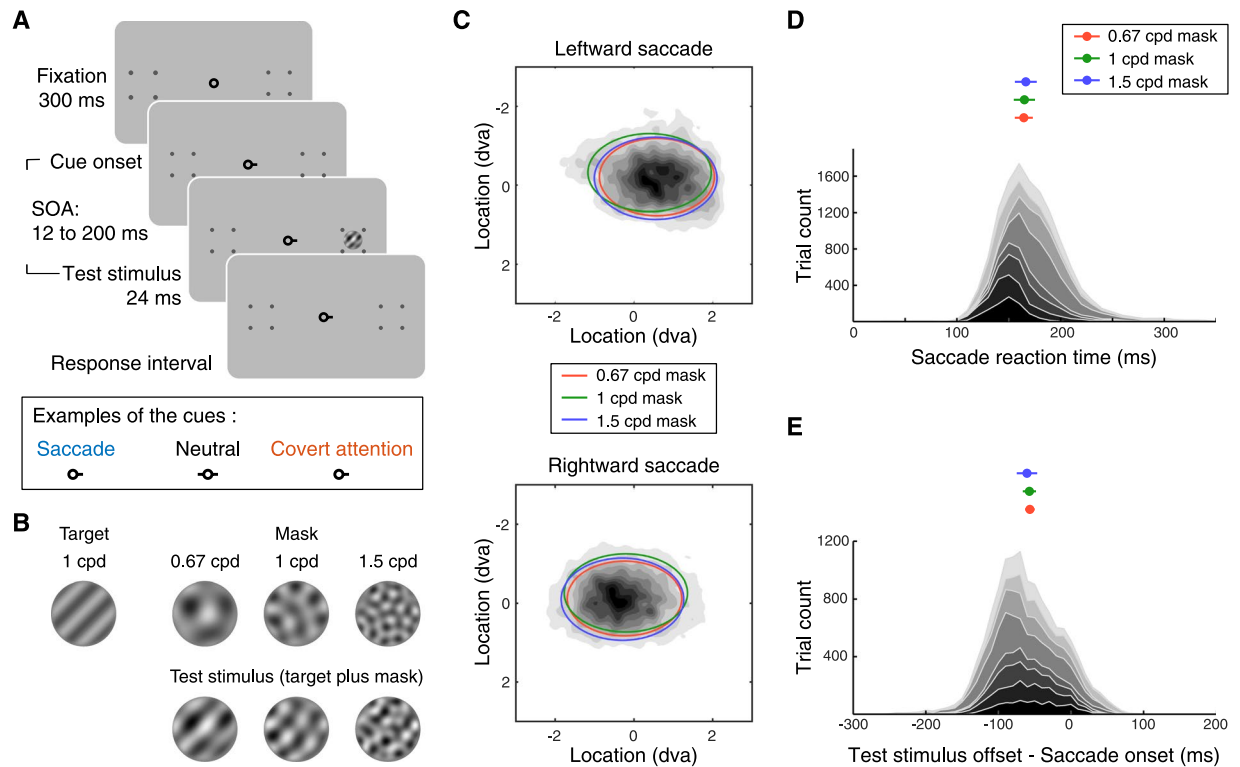 A
Fixation
300 ms
Cue onset
SOA:
12 to 200 ms
Test stimulus
24 ms
Response interval
Examples of the cues :
Saccade Neutral Covert attention
B
Target Mask
1 cpd 0.67 cpd 1 cpd 1.5 cpd
Test stimulus (target plus mask)
C
Leftward saccade
Location (dva)
-2
0
2
-2 0 2
Location (dva)
0.67 cpd mask
1 cpd mask
1.5 cpd mask
Rightward saccade
Location (dva)
-2
0
2
-2 0 2
Location (dva)
D
0.67 cpd mask
1 cpd mask
1.5 cpd mask
Trial count
1600
1200
800
400
0 100 200 300
Saccade reaction time (ms)
E
Trial count
1200
800
400
-300 -200 -100 0 100 200
Test stimulus offset - Saccade onset (ms)